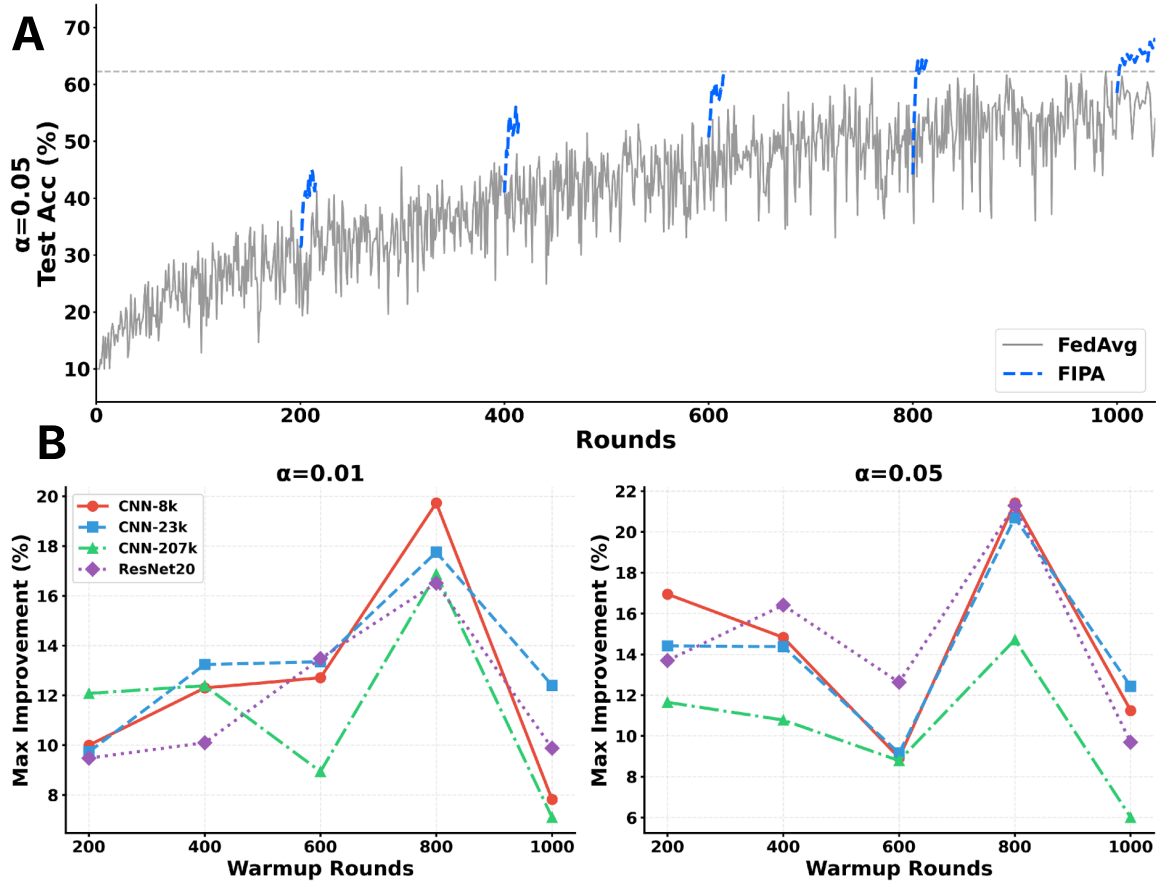 A
α=0.05
Test Acc (%)
70
60
50
40
30
20
10
0 200 400 600 800 1000
Rounds
FedAvg
FIPA
B
α=0.01
Max Improvement (%)
20
18
16
14
12
10
8
200 400 600 800 1000
Warmup Rounds
CNN-8k
CNN-23k
CNN-207k
ResNet20
α=0.05
Max Improvement (%)
22
20
18
16
14
12
10
8
6
200 400 600 800 1000
Warmup Rounds